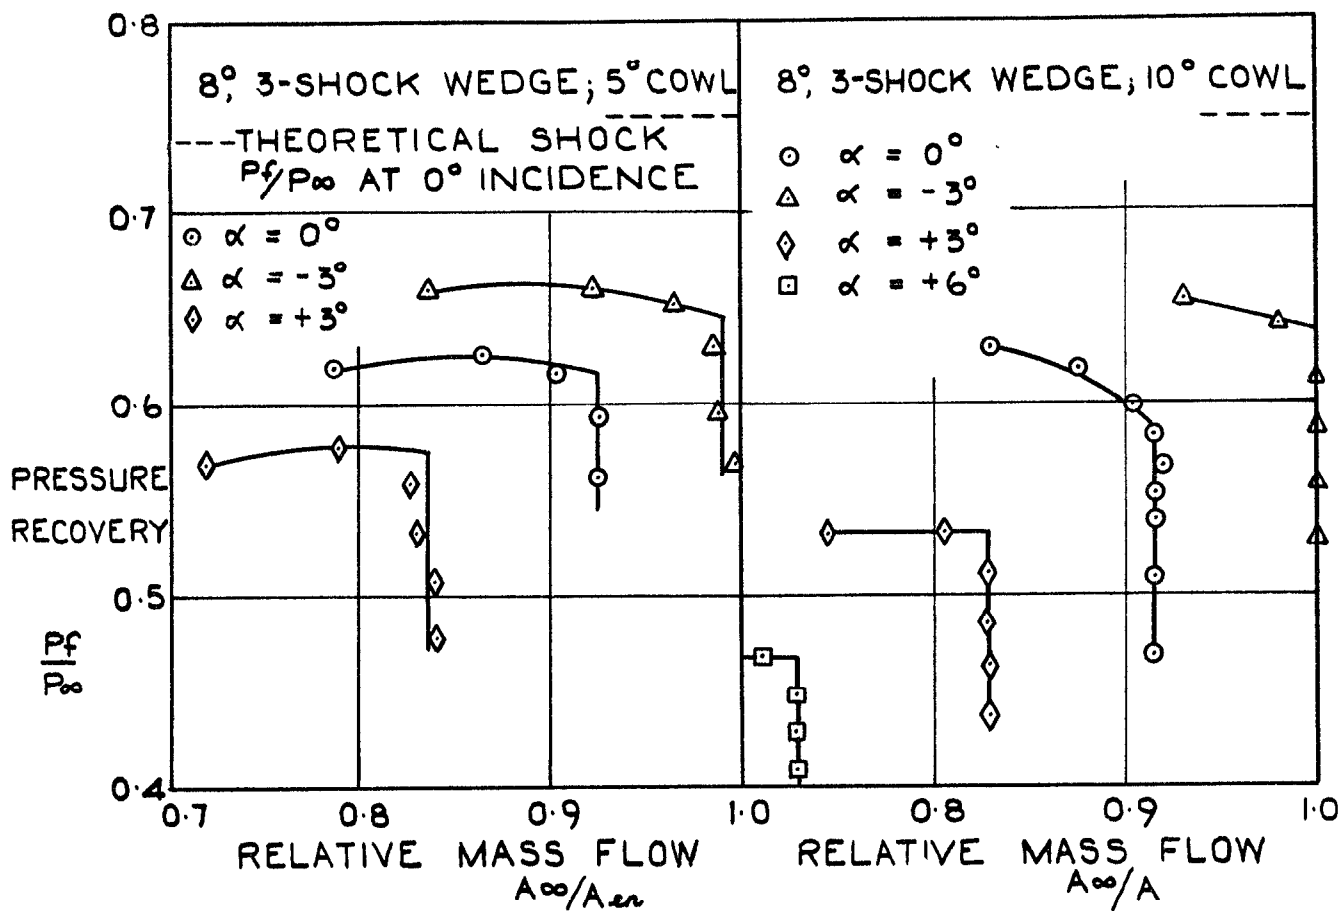 0.8
8°, 3-SHOCK WEDGE; 5° COWL
---THEORETICAL SHOCK
Pf/P∞ AT 0° INCIDENCE
0.7
α = 0°
α = -3°
α = +3°
0.6
PRESSURE
RECOVERY
0.5
Pf
P∞
0.4
0.7 0.8 0.9 1.0
RELATIVE MASS FLOW
A∞/A en
8°, 3-SHOCK WEDGE; 10° COWL
α = 0°
α = -3°
α = +3°
α = +6°
0.8 0.9 1.0
RELATIVE MASS FLOW
A∞/A